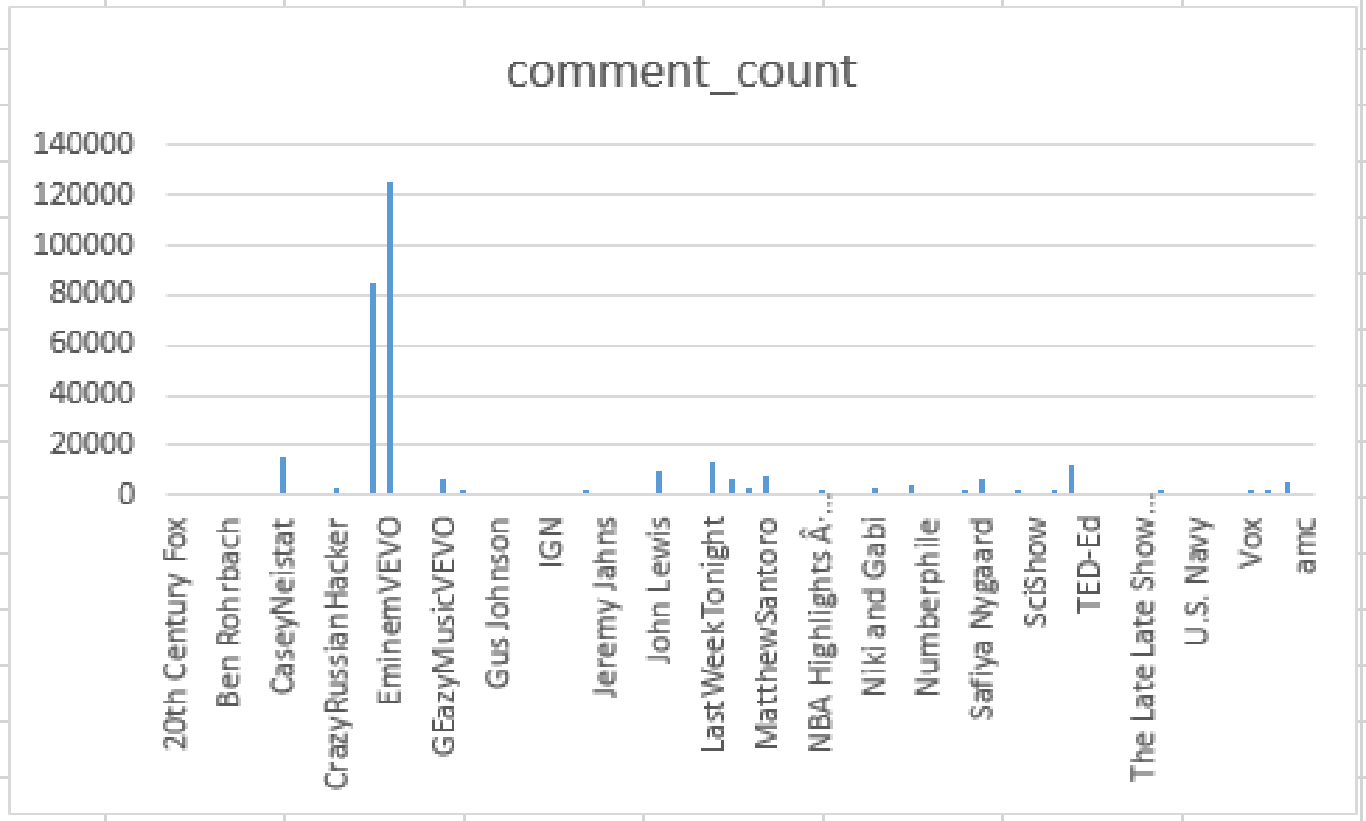 comment_count
140000
120000
100000
80000
60000
40000
20000
0
20th Century Fox
Ben Rohrbach
CaseyNeistat
CrazyRussianHacker
EminemVEVO
GEazyMusicVEVO
Gus Johnson
IGN
Jeremy Jahns
John Lewis
LastWeekTonight
MatthewSantoro
NBA Highlights Â·…
Niki and Gabi
Numberphile
Safiya Nygaard
SciShow
TED-Ed
The Late Late Show…
U.S. Navy
Vox
amc